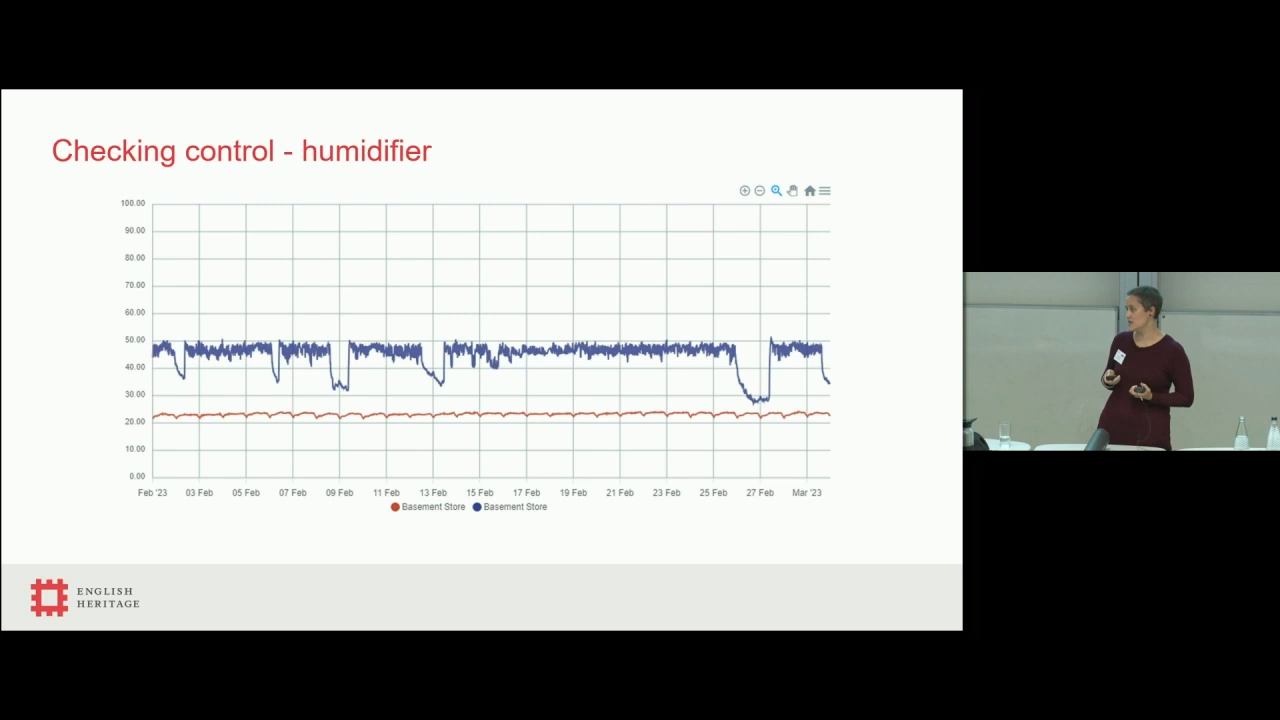 Checking control - humidifier
100.00
90.00
80.00
70.00
60.00
50.00
40.00
30.00
20.00
10.00
0.00
Feb '23 03 Feb 05 Feb 07 Feb 09 Feb 11 Feb 13 Feb 15 Feb 17 Feb 19 Feb 21 Feb 23 Feb 25 Feb 27 Feb Mar '23
Basement Store Basement Store
ENGLISH
HERITAGE